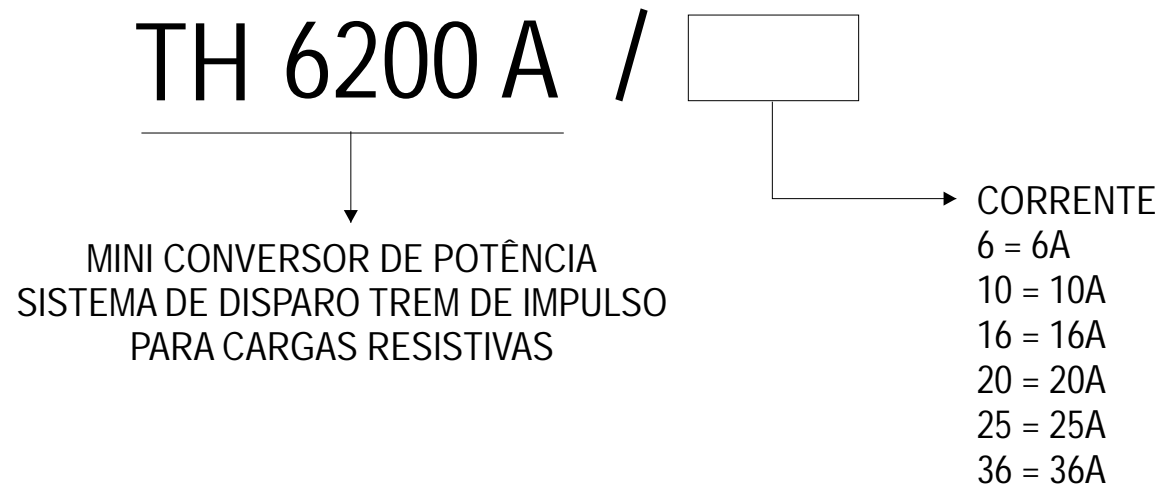 TH 6200 A /
MINI CONVERSOR DE POTÊNCIA
SISTEMA DE DISPARO TREM DE IMPULSO
PARA CARGAS RESISTIVAS
CORRENTE
6 = 6A
10 = 10A
16 = 16A
20 = 20A
25 = 25A
36 = 36A